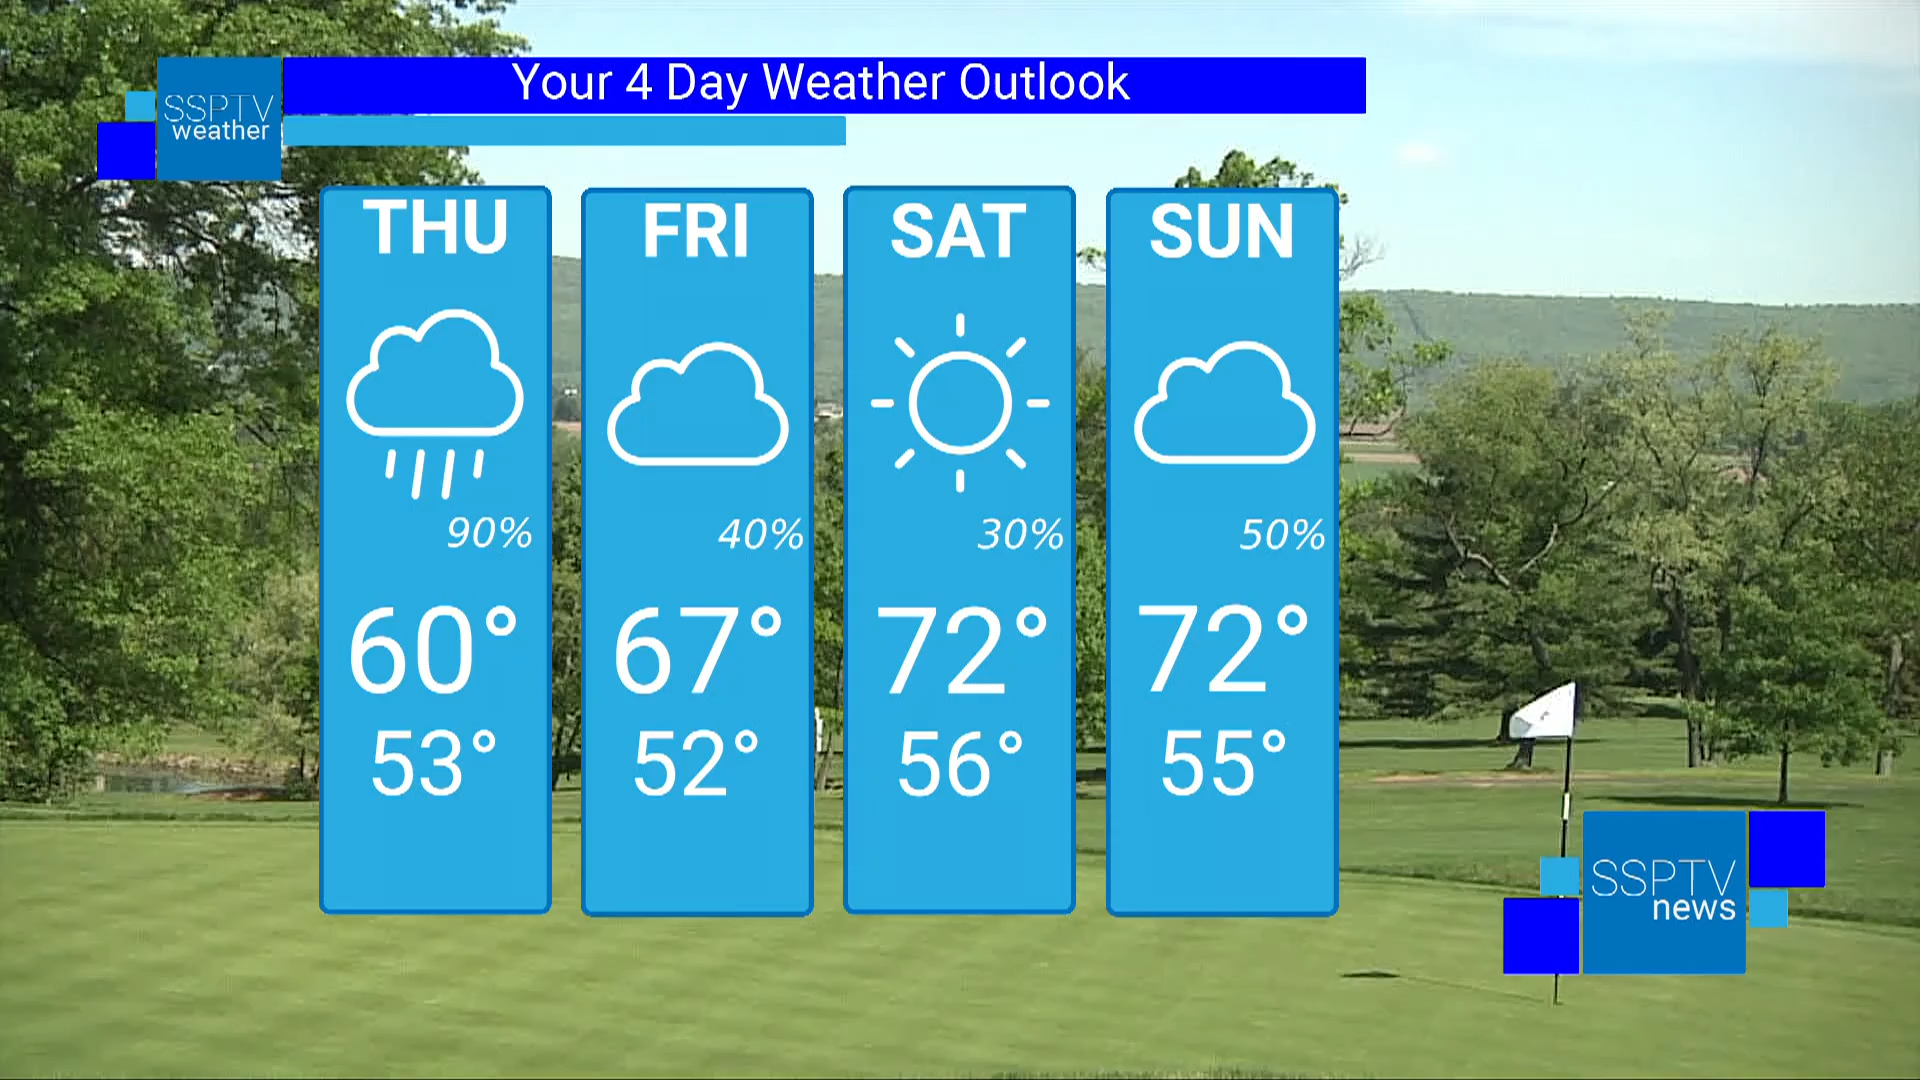 Your 4 Day Weather Outlook
SSPTV
weather
THU
90%
60°
53°
FRI
40%
67°
52°
SAT
30%
72°
56°
SUN
50%
72°
55°
SSPTV
news